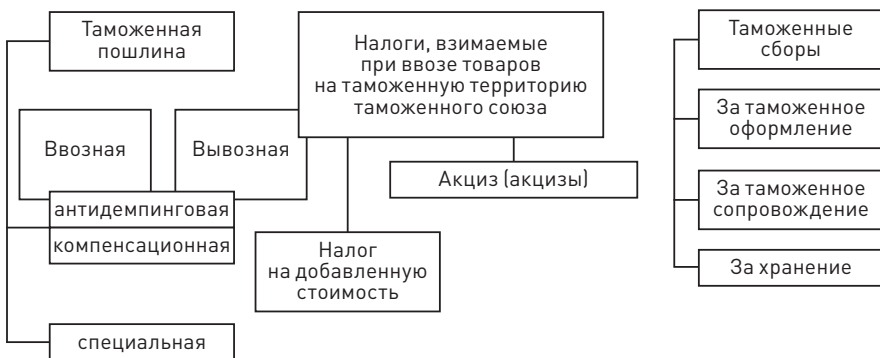 Таможенная
пошлина
Ввозная
Вывозная
антидемпинговая
компенсационная
специальная
Налоги, взимаемые
при ввозе товаров
на таможенную территорию
таможенного союза
Акциз (акцизы)
Налог
на добавленную
стоимость
Таможенные
сборы
За таможенное
оформление
За таможенное
сопровождение
За хранение